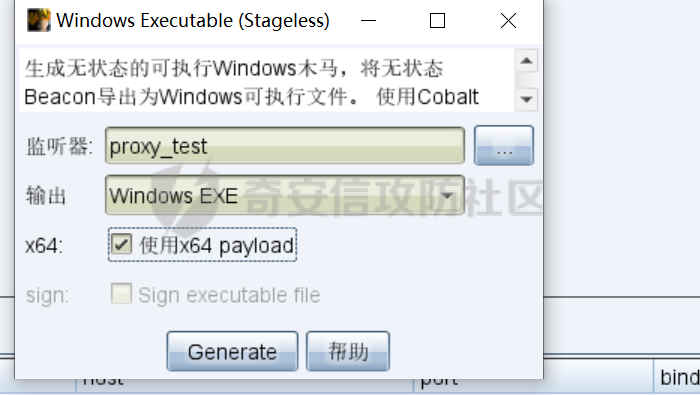 Windows Executable (Stageless)
生成无状态的可执行Windows木马，将无状态
Beacon导出为Windows可执行文件。 使用Cobalt
监听器: proxy_test ...
输出 Windows EXE
奇安信攻防社区
x64: 使用x64 payload
sign: Sign executable file
Generate 帮助
host port bind